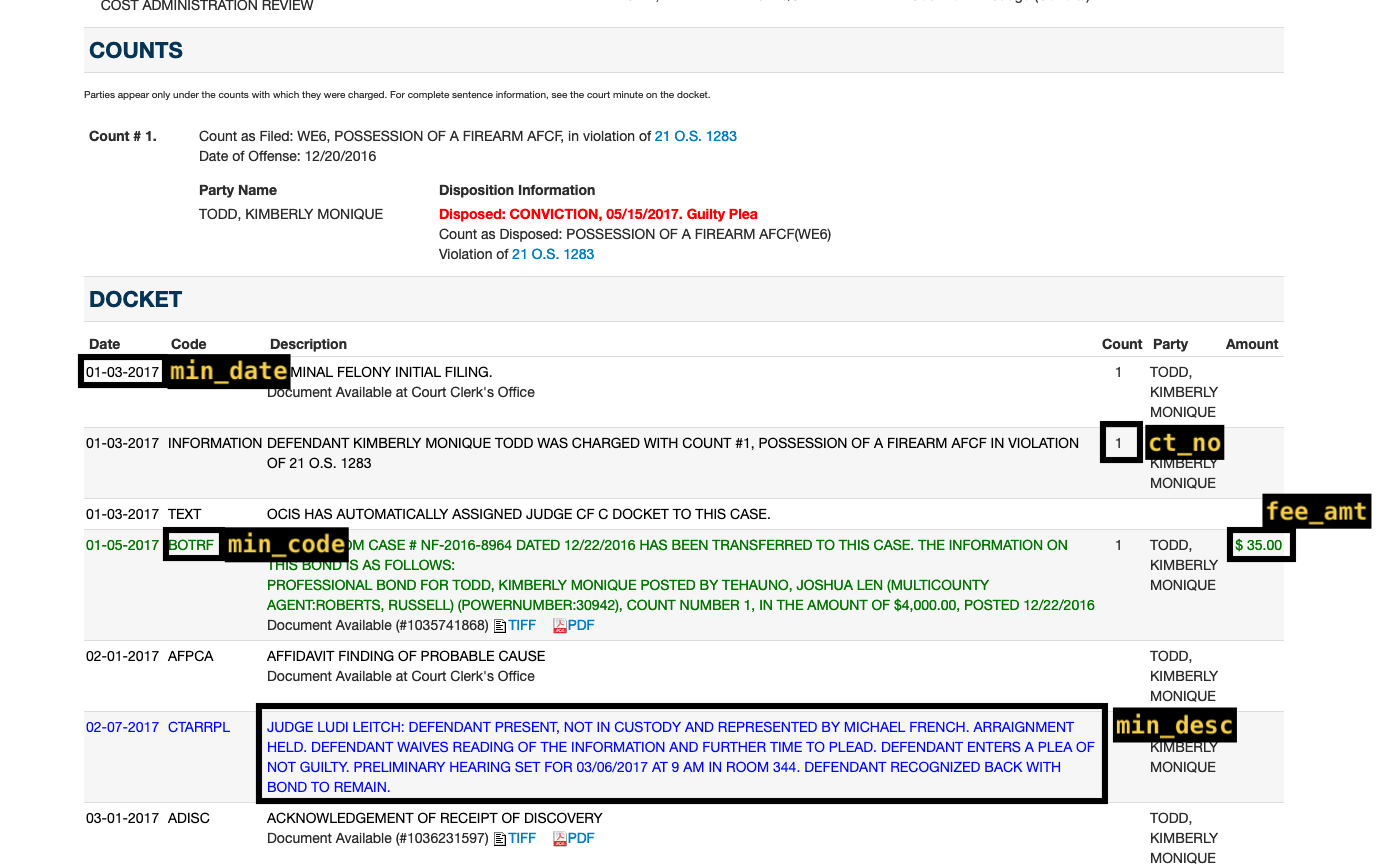 COST ADMINISTRATION REVIEW
COUNTS
Parties appear only under the counts with which they were charged. For complete sentence information, see the court minute on the docket.
Count # 1. Count as Filed: WE6, POSSESSION OF A FIREARM AFCF, in violation of 21 O.S. 1283
Date of Offense: 12/20/2016
Party Name Disposition Information
TODD, KIMBERLY MONIQUE Disposed: CONVICTION, 05/15/2017. Guilty Plea
Count as Disposed: POSSESSION OF A FIREARM AFCF(WE6)
Violation of 21 O.S. 1283
DOCKET
Date Code Description Count Party Amount
01-03-2017 min_date MINAL FELONY INITIAL FILING. 1 TODD,
Document Available at Court Clerk's Office KIMBERLY
MONIQUE
01-03-2017 INFORMATION DEFENDANT KIMBERLY MONIQUE TODD WAS CHARGED WITH COUNT #1, POSSESSION OF A FIREARM AFCF IN VIOLATION 1 ct_no
OF 21 O.S. 1283 KIMBERLY
MONIQUE
01-03-2017 TEXT OCIS HAS AUTOMATICALLY ASSIGNED JUDGE CF C DOCKET TO THIS CASE. fee_amt
01-05-2017 BOTRF min_code OM CASE # NF-2016-8964 DATED 12/22/2016 HAS BEEN TRANSFERRED TO THIS CASE. THE INFORMATION ON 1 TODD, $ 35.00
THIS BOND IS AS FOLLOWS: KIMBERLY
PROFESSIONAL BOND FOR TODD, KIMBERLY MONIQUE POSTED BY TEHAUNO, JOSHUA LEN (MULTICOUNTY MONIQUE
AGENT:ROBERTS, RUSSELL) (POWERNUMBER:30942), COUNT NUMBER 1, IN THE AMOUNT OF $4,000.00, POSTED 12/22/2016
Document Available (#1035741868) TIFF PDF
02-01-2017 AFPCA AFFIDAVIT FINDING OF PROBABLE CAUSE TODD,
Document Available at Court Clerk's Office KIMBERLY
MONIQUE
02-07-2017 CTARRPL JUDGE LUDI LEITCH: DEFENDANT PRESENT, NOT IN CUSTODY AND REPRESENTED BY MICHAEL FRENCH. ARRAIGNMENT min_desc
HELD. DEFENDANT WAIVES READING OF THE INFORMATION AND FURTHER TIME TO PLEAD. DEFENDANT ENTERS A PLEA OF KIMBERLY
NOT GUILTY. PRELIMINARY HEARING SET FOR 03/06/2017 AT 9 AM IN ROOM 344. DEFENDANT RECOGNIZED BACK WITH MONIQUE
BOND TO REMAIN.
03-01-2017 ADISC ACKNOWLEDGEMENT OF RECEIPT OF DISCOVERY TODD,
Document Available (#1036231597) TIFF PDF KIMBERLY
MONIQUE